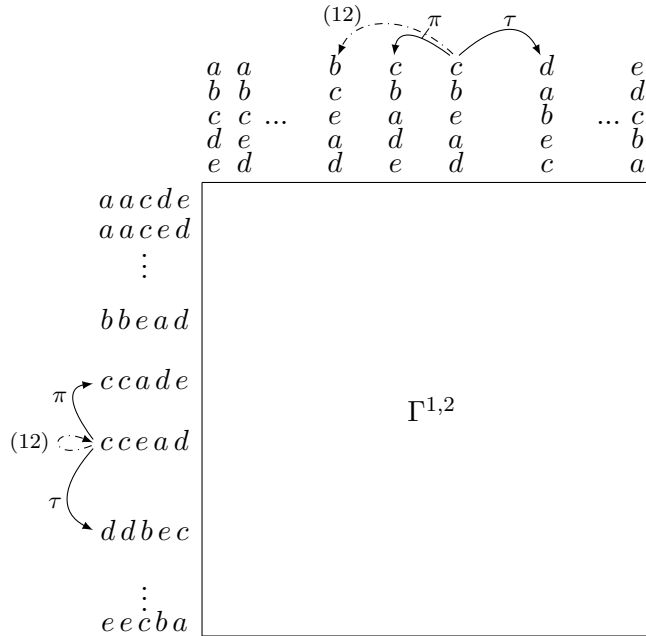 (12) π τ
a a b c c d e
b b c b b a d
c c ... e a e b ... c
d e a d a e b
e d d e d c a
a a c d e
a a c e d
⋮
b b e a d
π c c a d e
Γ^{1,2}
(12) c c e a d
τ
d d b e c
⋮
e e c b a